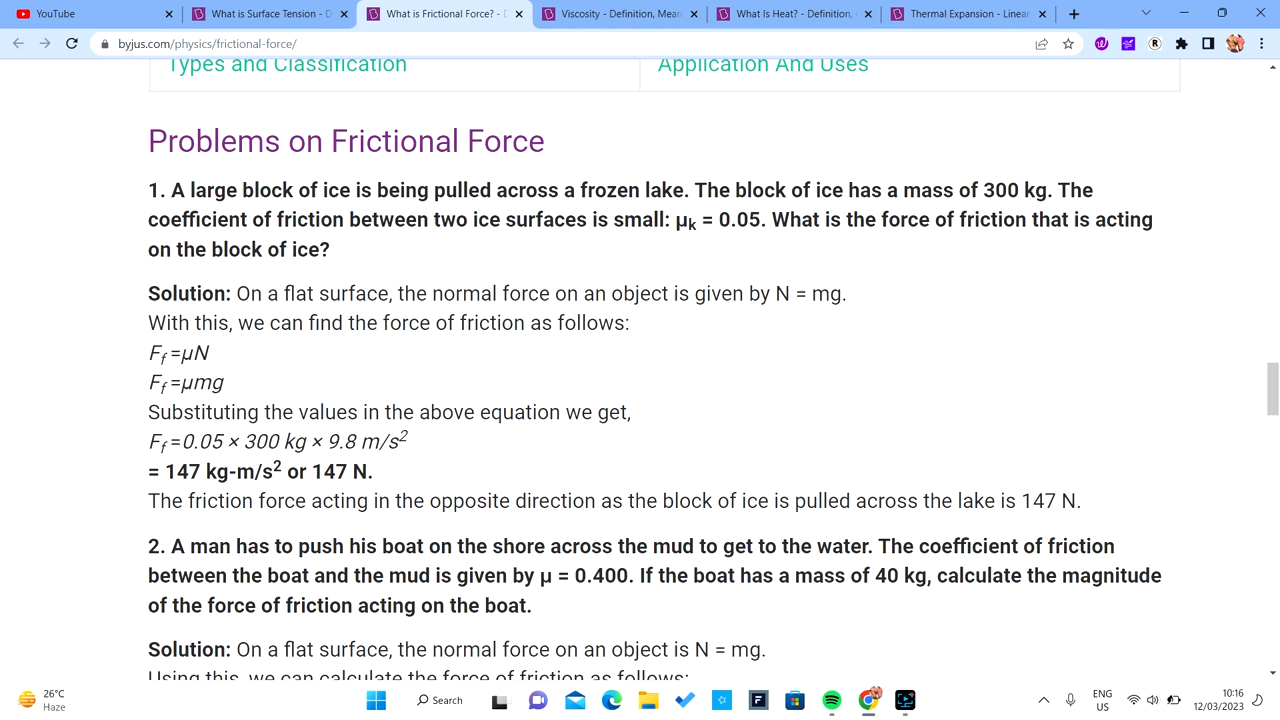 YouTube
What is Surface Tension - D
What is Frictional Force? - D
Viscosity - Definition, Mean
What Is Heat? - Definition,
Thermal Expansion - Linear
byjus.com/physics/frictional-force/
Types and Classification
Application And Uses
Problems on Frictional Force
1. A large block of ice is being pulled across a frozen lake. The block of ice has a mass of 300 kg. The
coefficient of friction between two ice surfaces is small: μk = 0.05. What is the force of friction that is acting
on the block of ice?
Solution: On a flat surface, the normal force on an object is given by N = mg.
With this, we can find the force of friction as follows:
Ff =μN
Ff =μmg
Substituting the values in the above equation we get,
Ff =0.05 × 300 kg × 9.8 m/s²
= 147 kg-m/s² or 147 N.
The friction force acting in the opposite direction as the block of ice is pulled across the lake is 147 N.
2. A man has to push his boat on the shore across the mud to get to the water. The coefficient of friction
between the boat and the mud is given by μ = 0.400. If the boat has a mass of 40 kg, calculate the magnitude
of the force of friction acting on the boat.
Solution: On a flat surface, the normal force on an object is N = mg.
Using this, we can calculate the force of friction as follows:
26°C
Haze
Search
ENG
US
10:16
12/03/2023